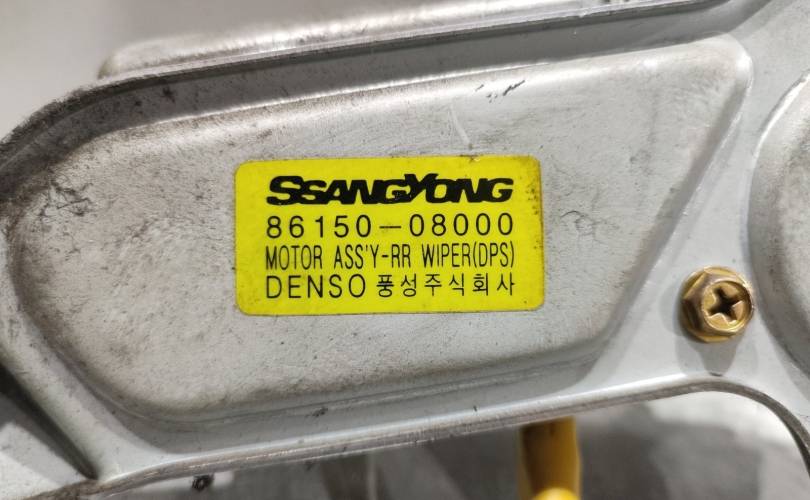 SSANGYONG
86150-08000
MOTOR ASS'Y-RR WIPER(DPS)
DENSO 풍성주식회사